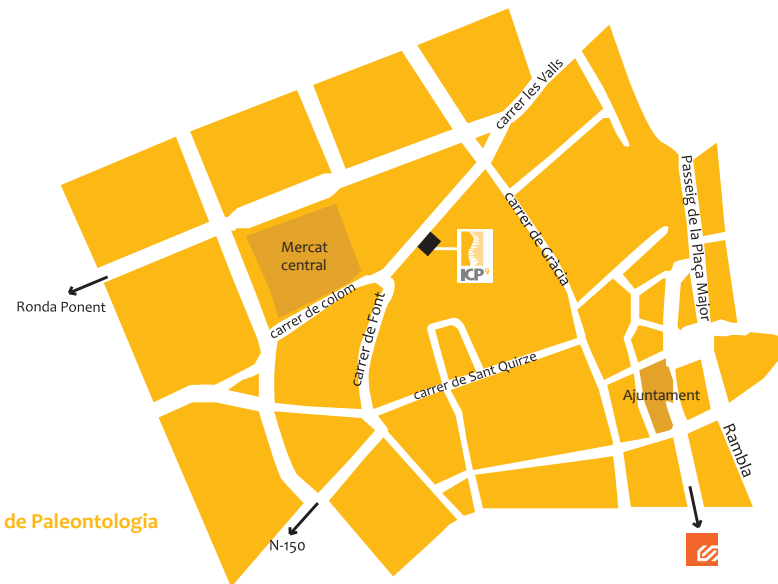 carrer les Valls
Passeig de la Plaça Major
carrer de Gràcia
Mercat
central
ICP
Ronda Ponent
carrer de colom
carrer de Font
carrer de Sant Quirze
Ajuntament
Rambla
de Paleontologia
N-150